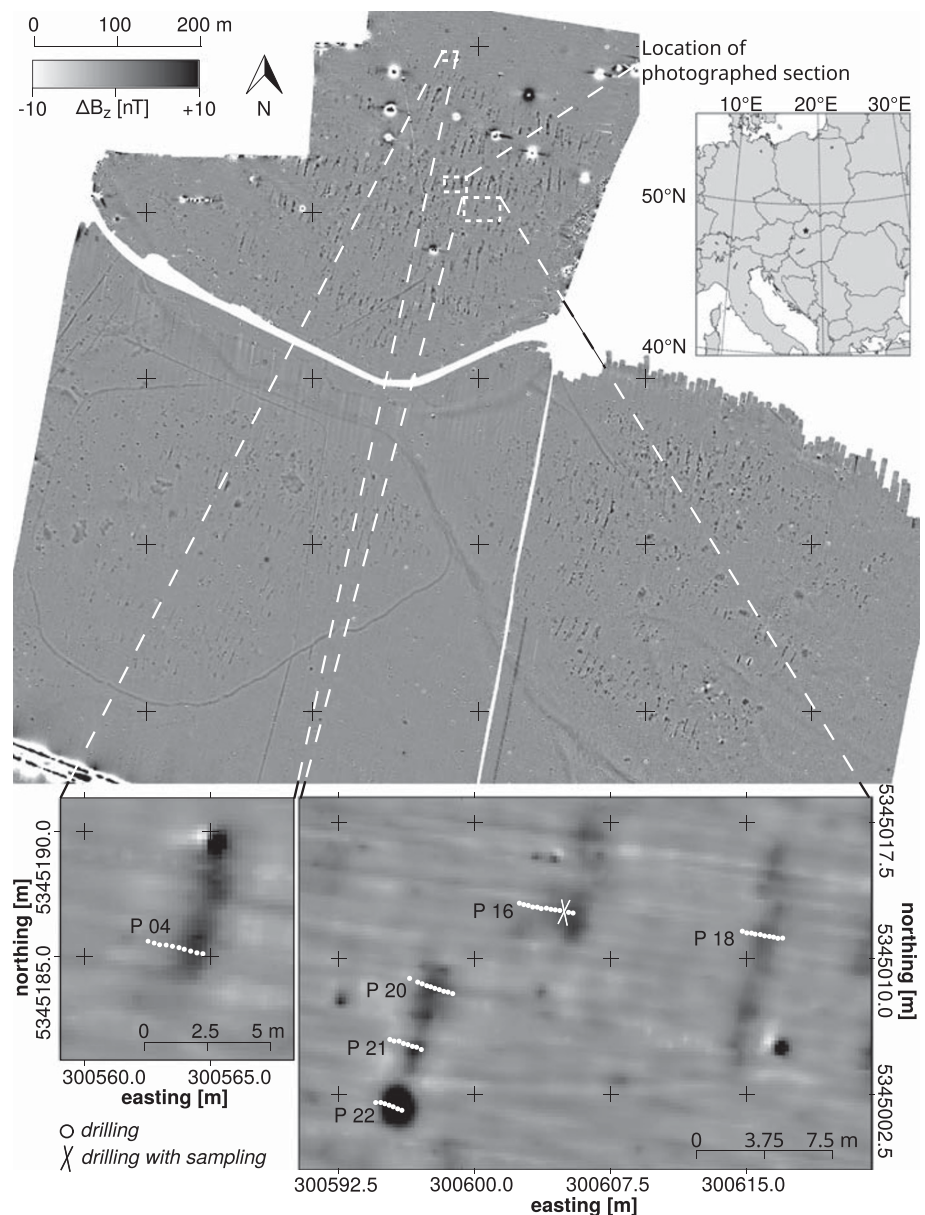 0 100 200 m
-10 ΔBz [nT] +10
N
Location of
photographed section
10°E 20°E 30°E
50°N
40°N
northing [m]
5345190.0
5345185.0
P 04
0 2.5 5 m
300560.0 300565.0
easting [m]
drilling
drilling with sampling
P 16
P 18
P 20
P 21
P 22
0 3.75 7.5 m
5345017.5
5345010.0
5345002.5
northing [m]
300592.5 300600.0 300607.5 300615.0
easting [m]